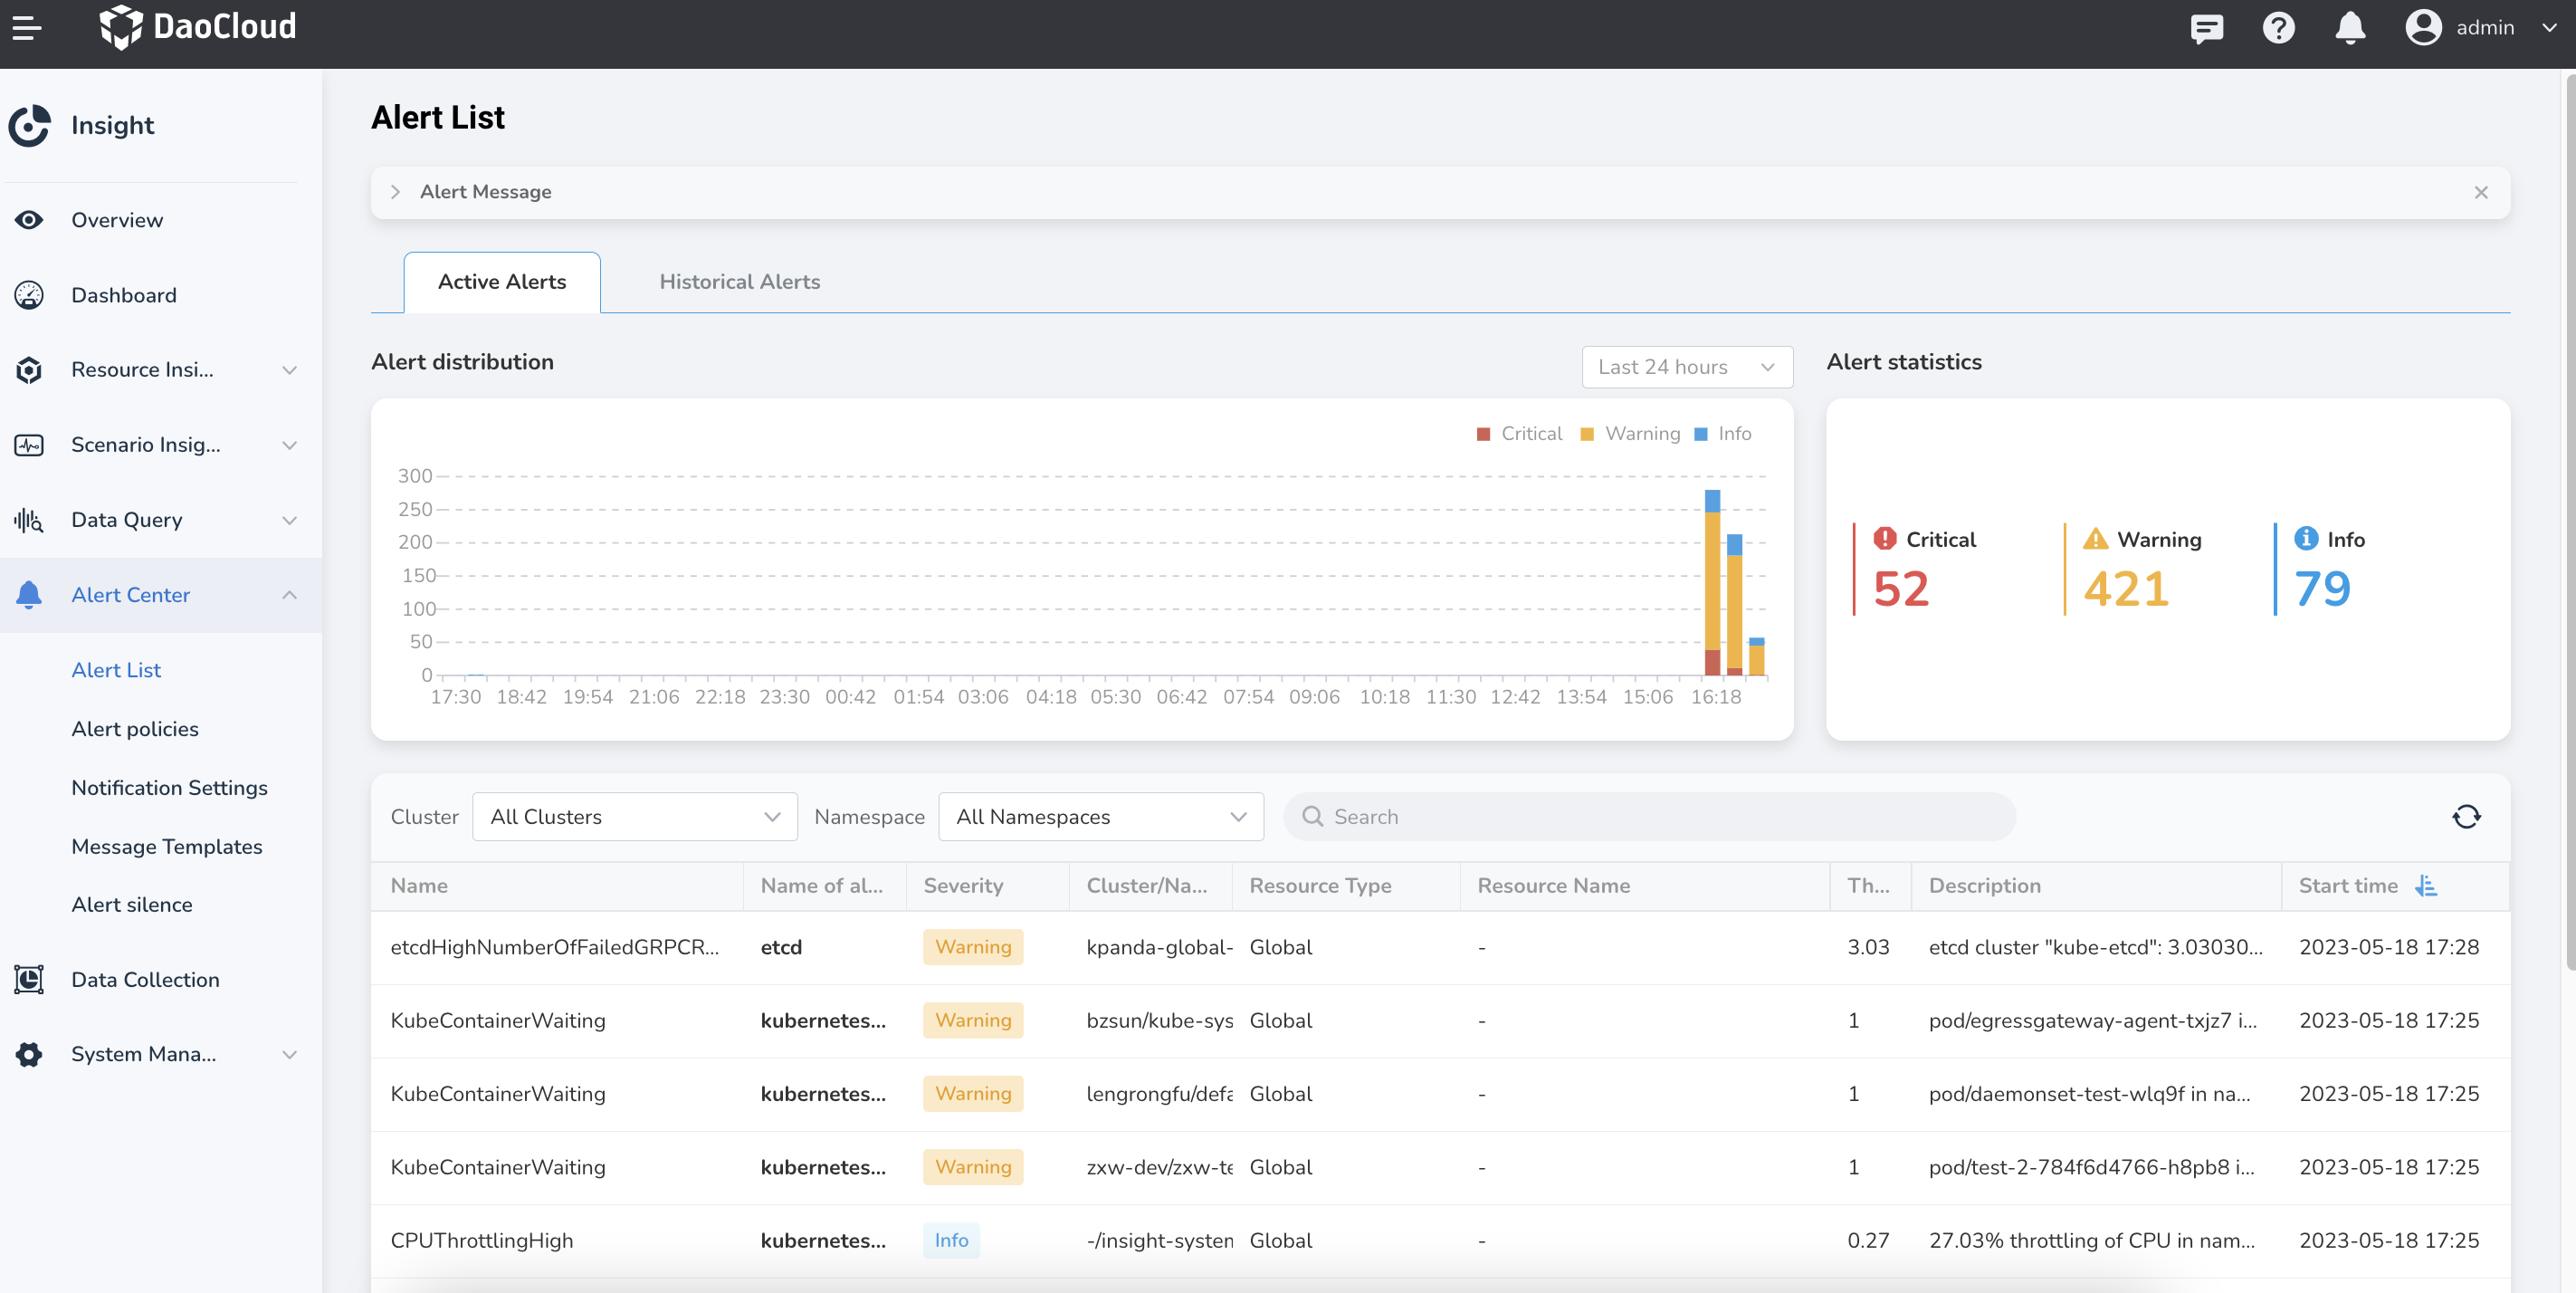 DaoCloud
admin
Insight
Overview
Dashboard
Resource Insi...
Scenario Insig...
Data Query
Alert Center
Alert List
Alert policies
Notification Settings
Message Templates
Alert silence
Data Collection
System Mana...
Alert List
Alert Message
Active Alerts
Historical Alerts
Alert distribution
Last 24 hours
Critical Warning Info
300
250
200
150
100
50
0
17:30 18:42 19:54 21:06 22:18 23:30 00:42 01:54 03:06 04:18 05:30 06:42 07:54 09:06 10:18 11:30 12:42 13:54 15:06 16:18
Alert statistics
Critical
52
Warning
421
Info
79
Cluster All Clusters Namespace All Namespaces Search
Name Name of al... Severity Cluster/Na... Resource Type Resource Name Th... Description Start time
etcdHighNumberOfFailedGRPCR... etcd Warning kpanda-global- Global - 3.03 etcd cluster "kube-etcd": 3.03030... 2023-05-18 17:28
KubeContainerWaiting kubernetes... Warning bzsun/kube-sys Global - 1 pod/egressgateway-agent-txjz7 i... 2023-05-18 17:25
KubeContainerWaiting kubernetes... Warning lengrongfu/defa Global - 1 pod/daemonset-test-wlq9f in na... 2023-05-18 17:25
KubeContainerWaiting kubernetes... Warning zxw-dev/zxw-te Global - 1 pod/test-2-784f6d4766-h8pb8 i... 2023-05-18 17:25
CPUThrottlingHigh kubernetes... Info -/insight-system Global - 0.27 27.03% throttling of CPU in nam... 2023-05-18 17:25